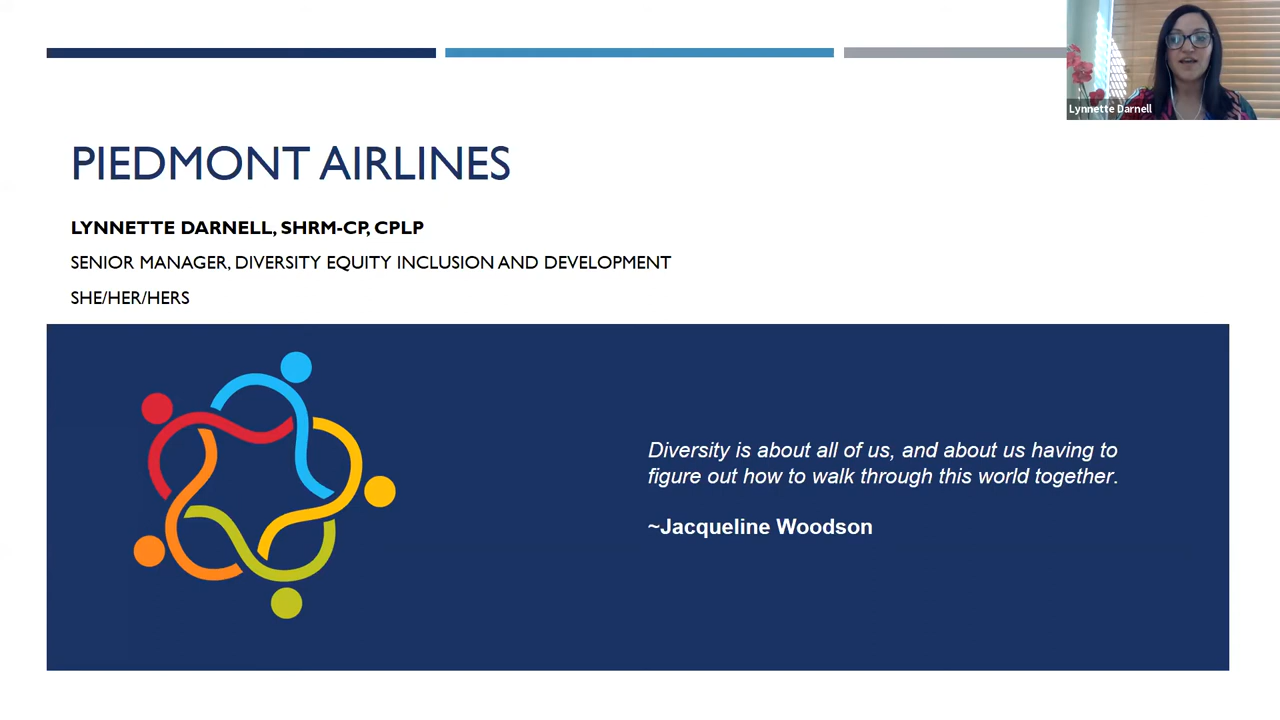 Lynnette Darnell
PIEDMONT AIRLINES
LYNNETTE DARNELL, SHRM-CP, CPLP
SENIOR MANAGER, DIVERSITY EQUITY INCLUSION AND DEVELOPMENT
SHE/HER/HERS
Diversity is about all of us, and about us having to
figure out how to walk through this world together.
~Jacqueline Woodson